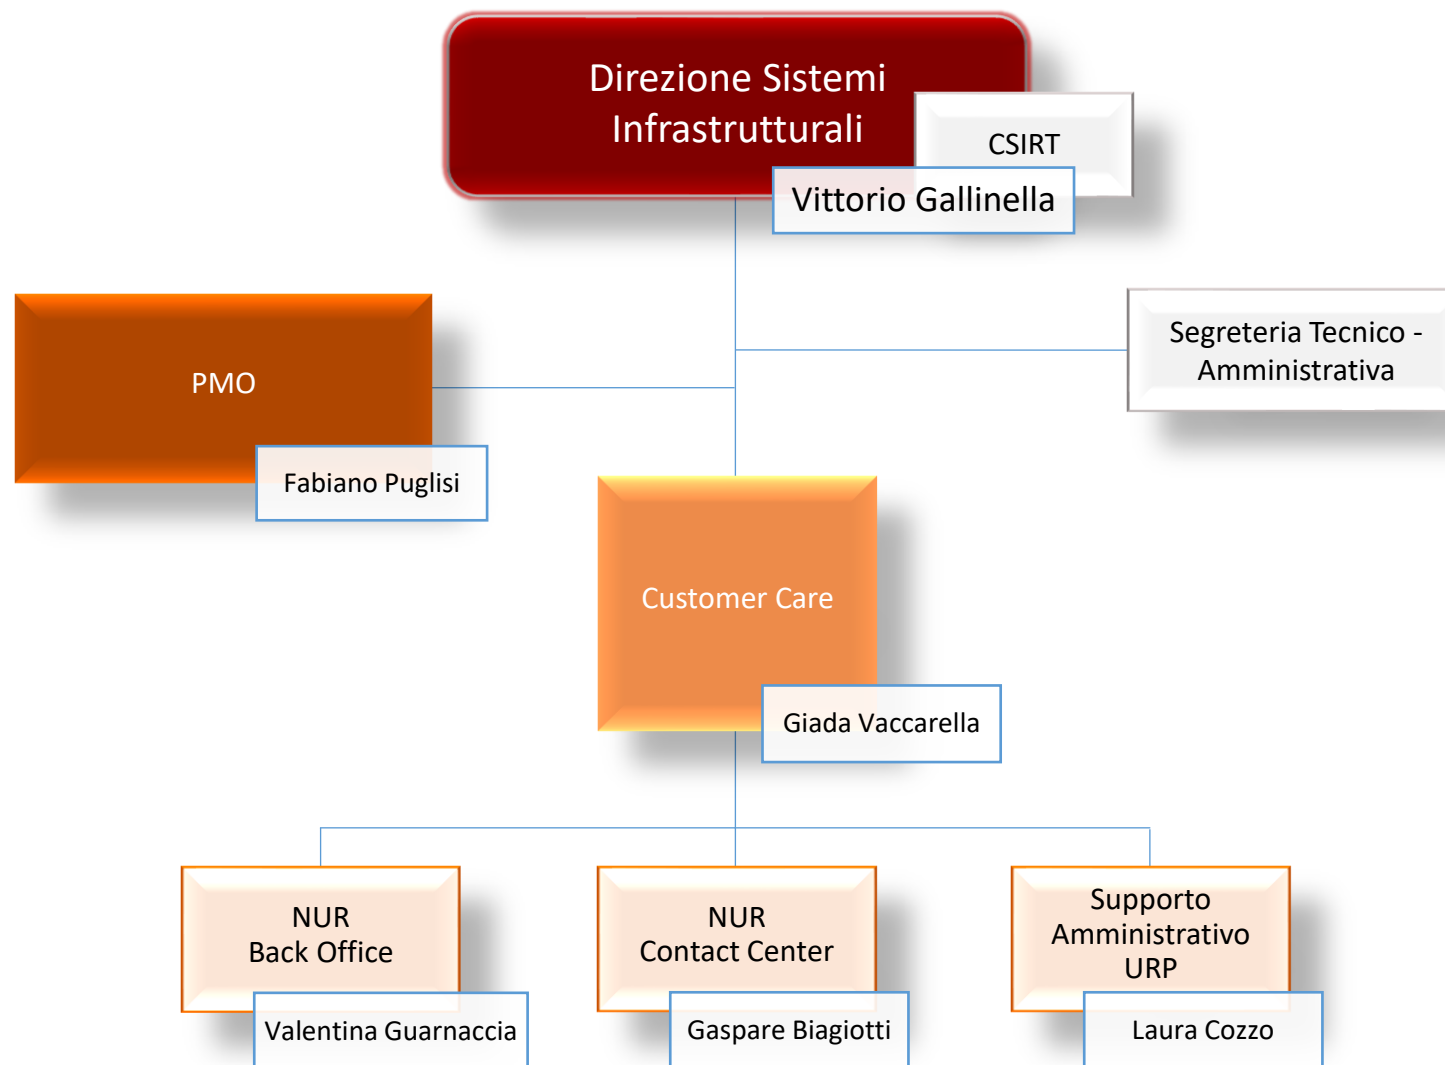 Direzione Sistemi
Infrastrutturali
CSIRT
Vittorio Gallinella
Segreteria Tecnico -
Amministrativa
PMO
Fabiano Puglisi
Customer Care
Giada Vaccarella
NUR
Back Office
Valentina Guarnaccia
NUR
Contact Center
Gaspare Biagiotti
Supporto
Amministrativo
URP
Laura Cozzo